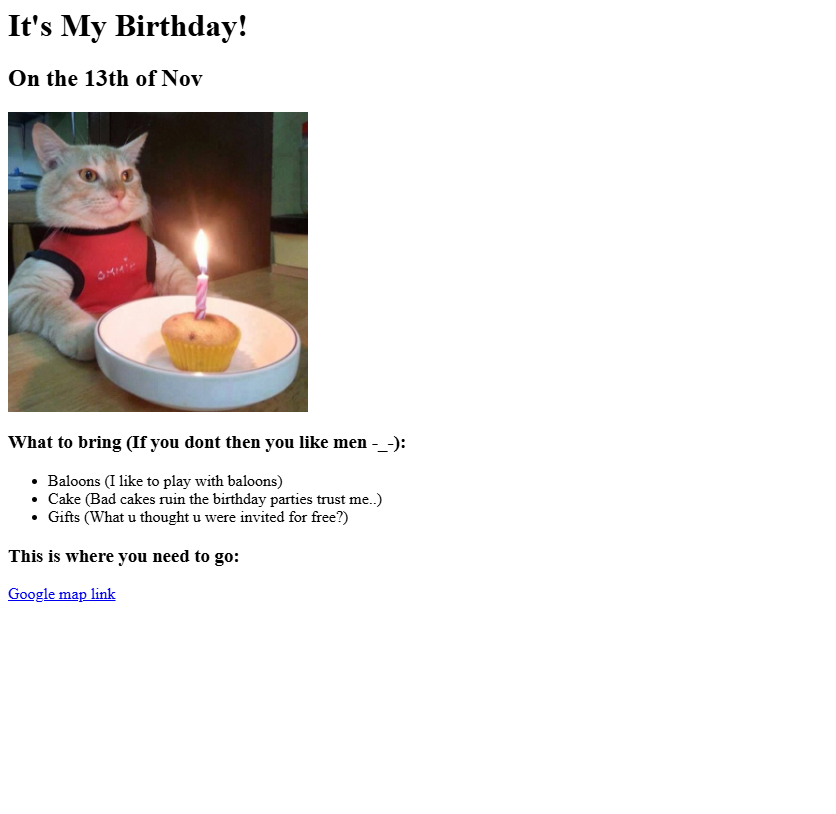 It's My Birthday!
On the 13th of Nov
What to bring (If you dont then you like men -_-):
Baloons (I like to play with baloons)
Cake (Bad cakes ruin the birthday parties trust me..)
Gifts (What u thought u were invited for free?)
This is where you need to go:
Google map link